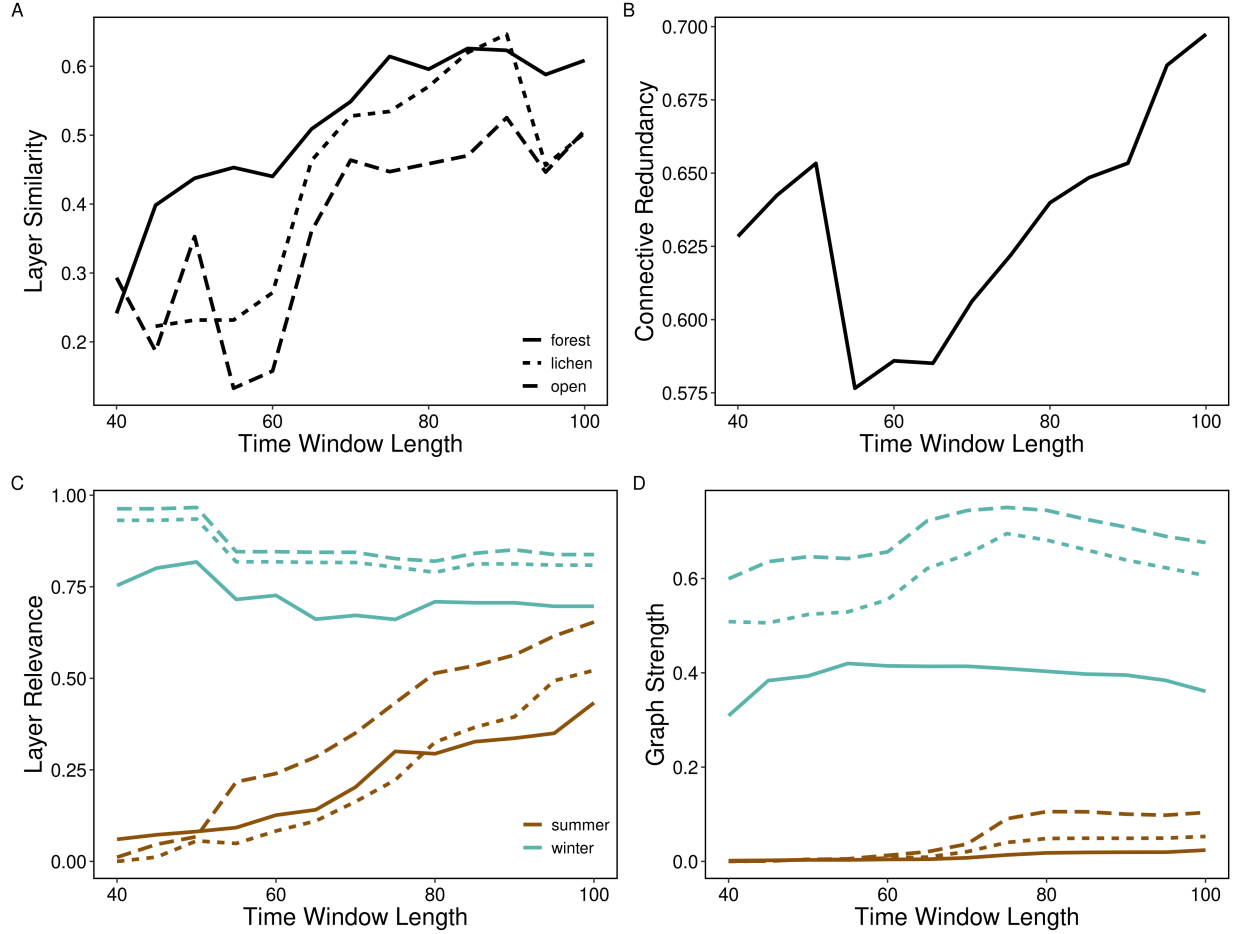 A
Layer Similarity
0.6
0.5
0.4
0.3
0.2
forest
lichen
open
40
60
80
100
Time Window Length
B
Connective Redundancy
0.700
0.675
0.650
0.625
0.600
0.575
40
60
80
100
Time Window Length
C
Layer Relevance
1.00
0.75
0.50
0.25
0.00
summer
winter
40
60
80
100
Time Window Length
D
Graph Strength
0.6
0.4
0.2
0.0
40
60
80
100
Time Window Length